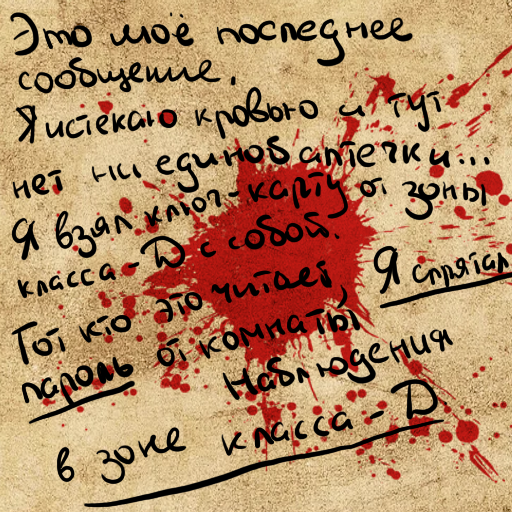 Это моё последнее
сообщение.
Я истекаю кровью и тут
нет ни единой аптечки...
Я взял ключ-карту от зоны
класса-D с собой.
Тот кто это читает, Я спрятал
пароль от комнаты
Наблюдения
в зоне класса-D